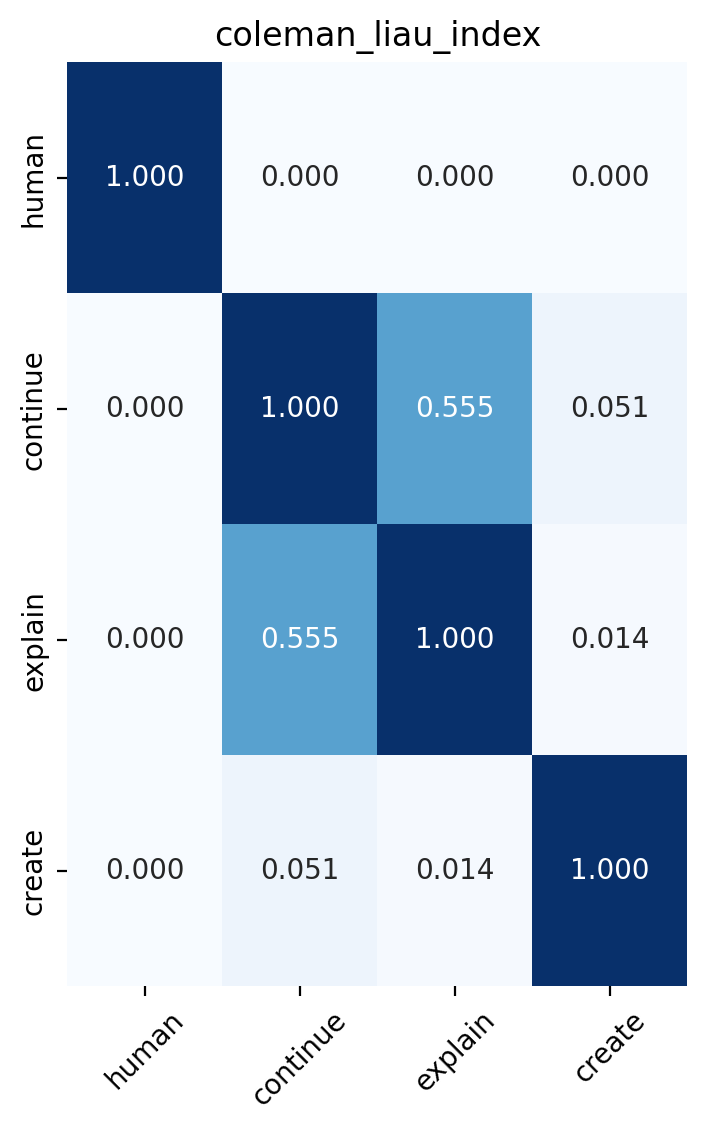 coleman_liau_index
human 1.000 0.000 0.000 0.000
continue 0.000 1.000 0.555 0.051
explain 0.000 0.555 1.000 0.014
create 0.000 0.051 0.014 1.000
human continue explain create